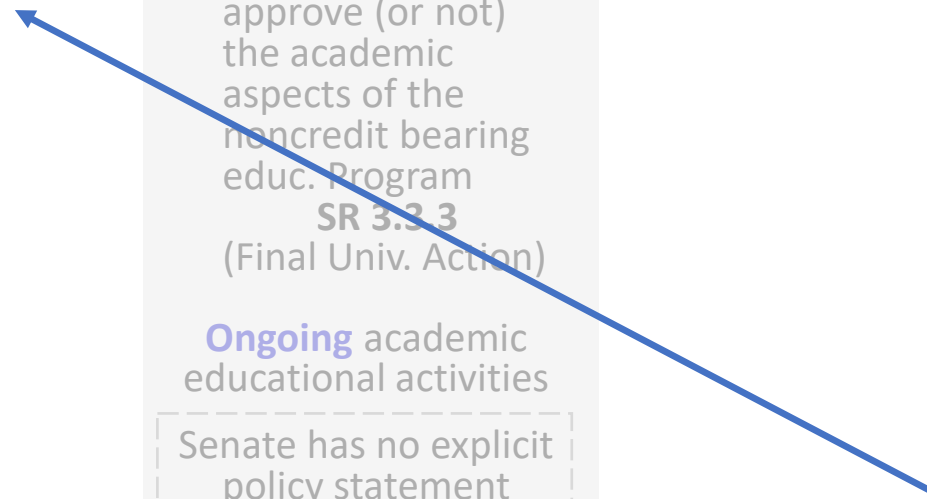 approve (or not)
the academic
aspects of the
noncredit bearing
educ. Program
SR 3.3.3
(Final Univ. Action)
Ongoing academic
educational activities
Senate has no explicit
policy statement